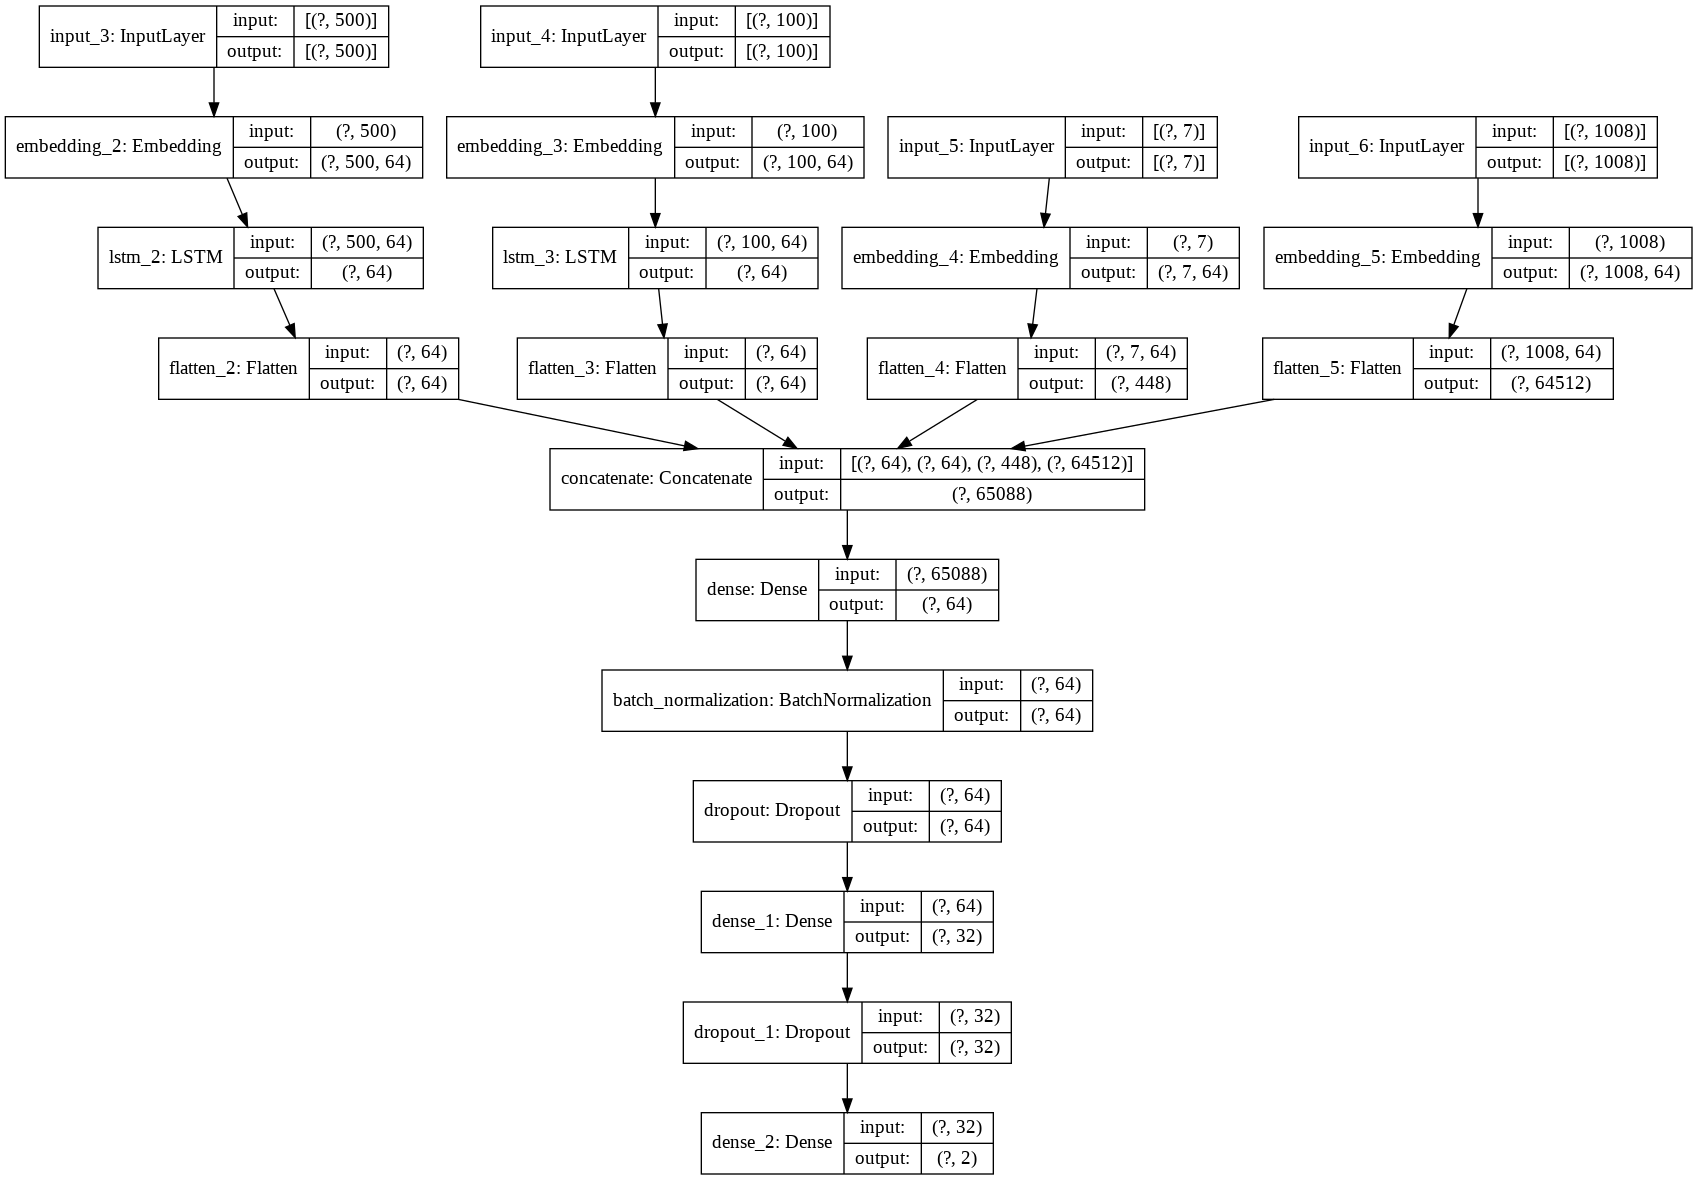 input_3: InputLayer
input: [(?, 500)]
output: [(?, 500)]
input_4: InputLayer
input: [(?, 100)]
output: [(?, 100)]
embedding_2: Embedding
input: (?, 500)
output: (?, 500, 64)
embedding_3: Embedding
input: (?, 100)
output: (?, 100, 64)
input_5: InputLayer
input: [(?, 7)]
output: [(?, 7)]
input_6: InputLayer
input: [(?, 1008)]
output: [(?, 1008)]
lstm_2: LSTM
input: (?, 500, 64)
output: (?, 64)
lstm_3: LSTM
input: (?, 100, 64)
output: (?, 64)
embedding_4: Embedding
input: (?, 7)
output: (?, 7, 64)
embedding_5: Embedding
input: (?, 1008)
output: (?, 1008, 64)
flatten_2: Flatten
input: (?, 64)
output: (?, 64)
flatten_3: Flatten
input: (?, 64)
output: (?, 64)
flatten_4: Flatten
input: (?, 7, 64)
output: (?, 448)
flatten_5: Flatten
input: (?, 1008, 64)
output: (?, 64512)
concatenate: Concatenate
input: [(?, 64), (?, 64), (?, 448), (?, 64512)]
output: (?, 65088)
dense: Dense
input: (?, 65088)
output: (?, 64)
batch_normalization: BatchNormalization
input: (?, 64)
output: (?, 64)
dropout: Dropout
input: (?, 64)
output: (?, 64)
dense_1: Dense
input: (?, 64)
output: (?, 32)
dropout_1: Dropout
input: (?, 32)
output: (?, 32)
dense_2: Dense
input: (?, 32)
output: (?, 2)